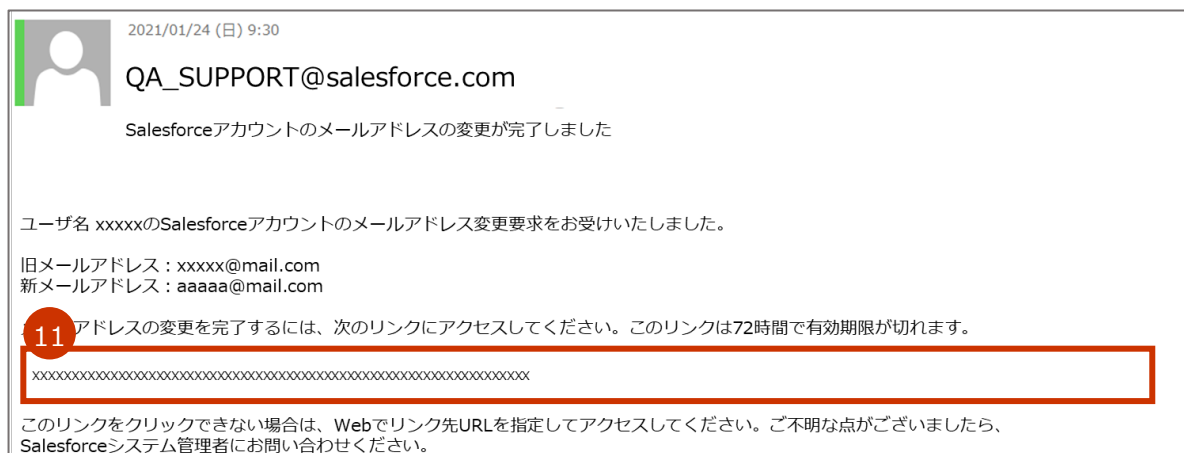 2021/01/24 (日) 9:30
QA_SUPPORT@salesforce.com
Salesforceアカウントのメールアドレスの変更が完了しました
ユーザ名 xxxxxのSalesforceアカウントのメールアドレス変更要求をお受けいたしました。
旧メールアドレス：xxxxx@mail.com
新メールアドレス：aaaaa@mail.com
11
アドレスの変更を完了するには、次のリンクにアクセスしてください。このリンクは72時間で有効期限が切れます。
xxxxxxxxxxxxxxxxxxxxxxxxxxxxxxxxxxxxxxxxxxxxxxxxxxxxxxxxxxxxxxxxx
このリンクをクリックできない場合は、Webでリンク先URLを指定してアクセスしてください。ご不明な点がございましたら、
Salesforceシステム管理者にお問い合わせください。